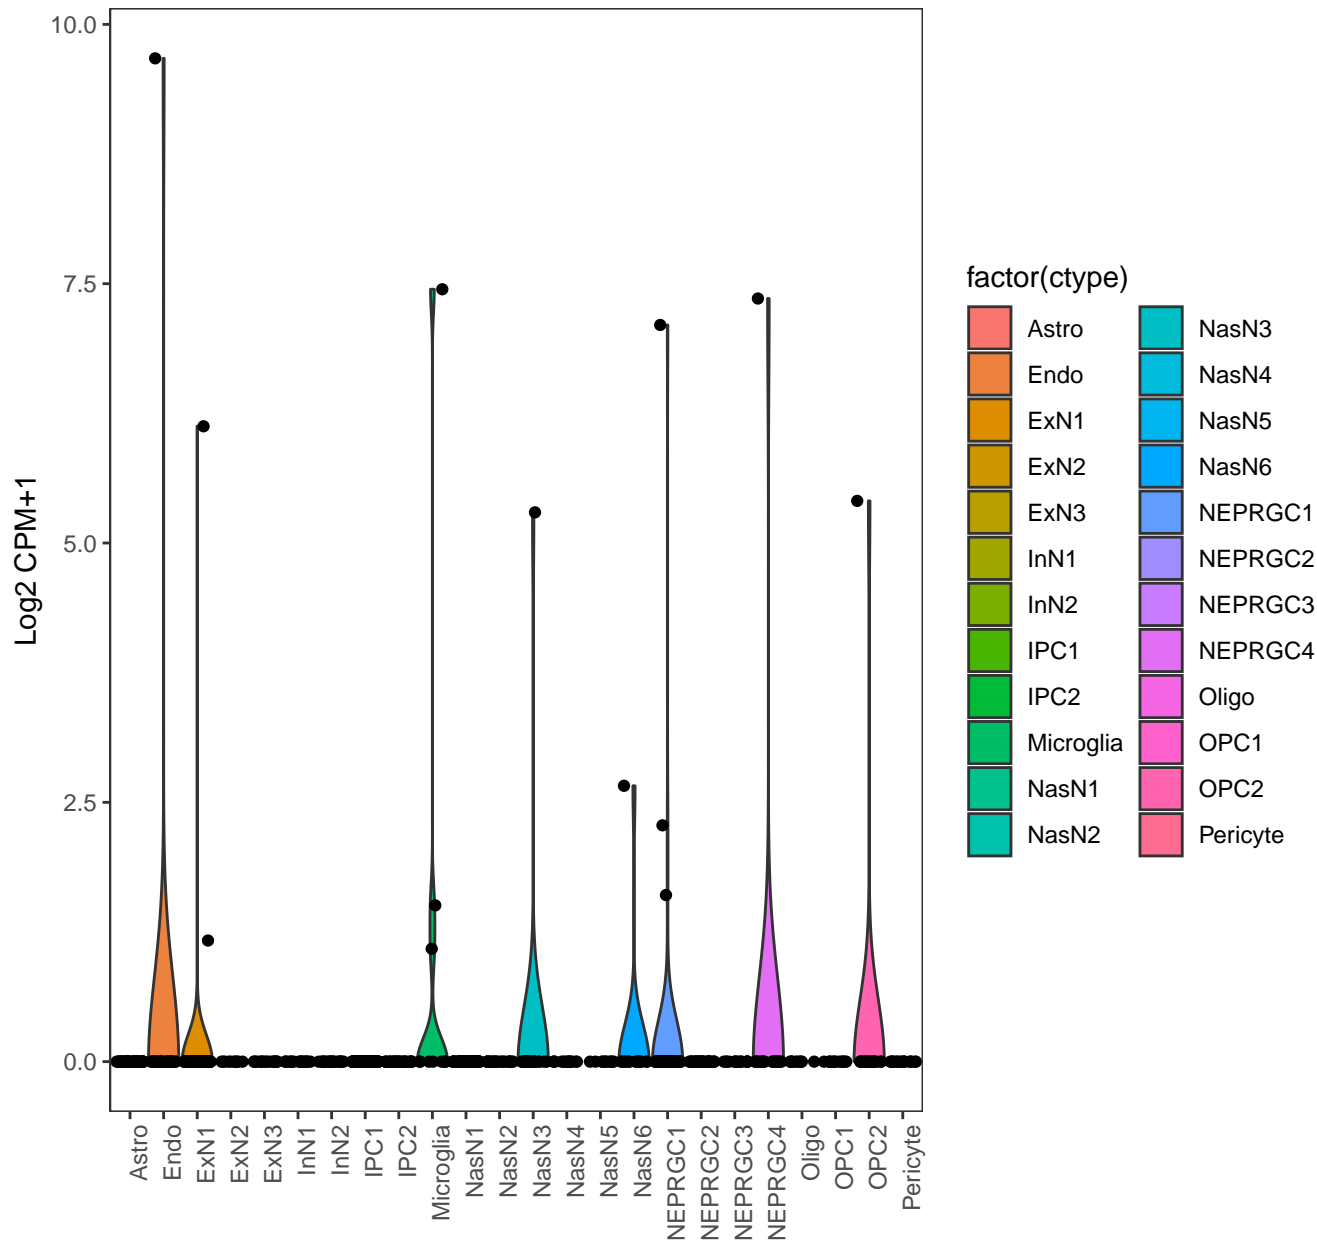 10.0
7.5
5.0
2.5
0.0
Log2 CPM+1
Astro
Endo
ExN1
ExN2
ExN3
InN1
InN2
IPC1
IPC2
Microglia
NasN1
NasN2
NasN3
NasN4
NasN5
NasN6
NEPRGC1
NEPRGC2
NEPRGC3
NEPRGC4
Oligo
OPC1
OPC2
Pericyte
factor(ctype)
Astro
Endo
ExN1
ExN2
ExN3
InN1
InN2
IPC1
IPC2
Microglia
NasN1
NasN2
NasN3
NasN4
NasN5
NasN6
NEPRGC1
NEPRGC2
NEPRGC3
NEPRGC4
Oligo
OPC1
OPC2
Pericyte